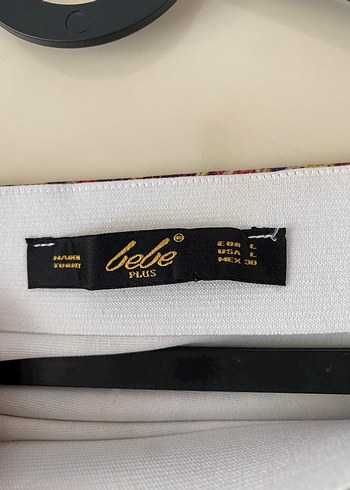 bebe®
PLUS
EUR L
USA L
MEX 30